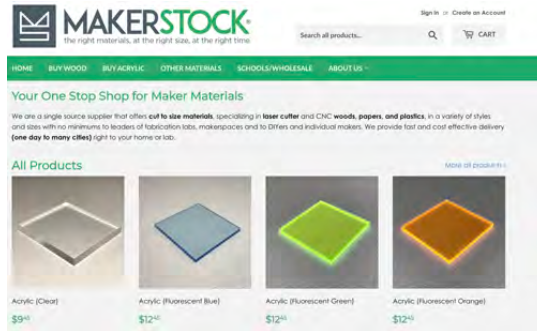 MAKERSTOCK
the right materials, at the right size, at the right time
Sign in or Create an Account
Search all products...
CART
HOME BUY WOOD BUY ACRYLIC OTHER MATERIALS SCHOOLS/WHOLESALE ABOUT US
Your One Stop Shop for Maker Materials
We are a single source supplier that offers cut to size materials, specializing in laser cutter and CNC woods, papers, and plastics, in a variety of styles
and sizes with no minimums to leaders of fabrication labs, makerspaces and to DIYers and individual makers. We provide fast and cost effective delivery
(one day to many cities) right to your home or lab.
All Products
More all products ›
Acrylic (Clear) Acrylic (Fluorescent Blue) Acrylic (Fluorescent Green) Acrylic (Fluorescent Orange)
$9 $12 $12 $12